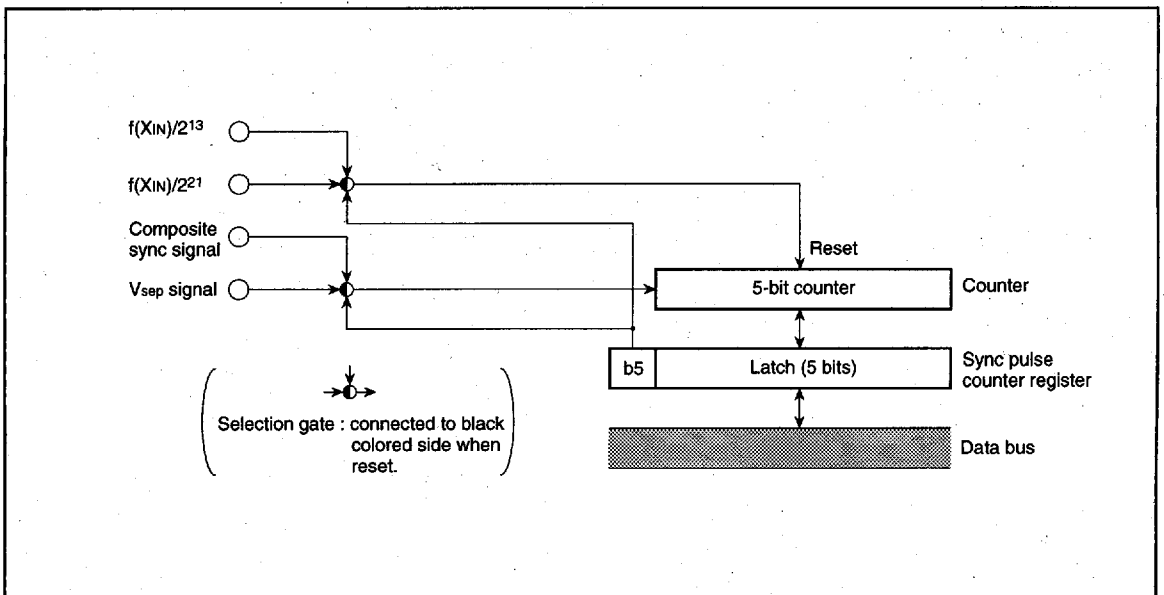 f(XIN)/2¹³
f(XIN)/2²¹
Composite
sync signal
Vsep signal
Reset
5-bit counter
Counter
b5
Latch (5 bits)
Sync pulse
counter register
Data bus
Selection gate : connected to black
colored side when
reset.